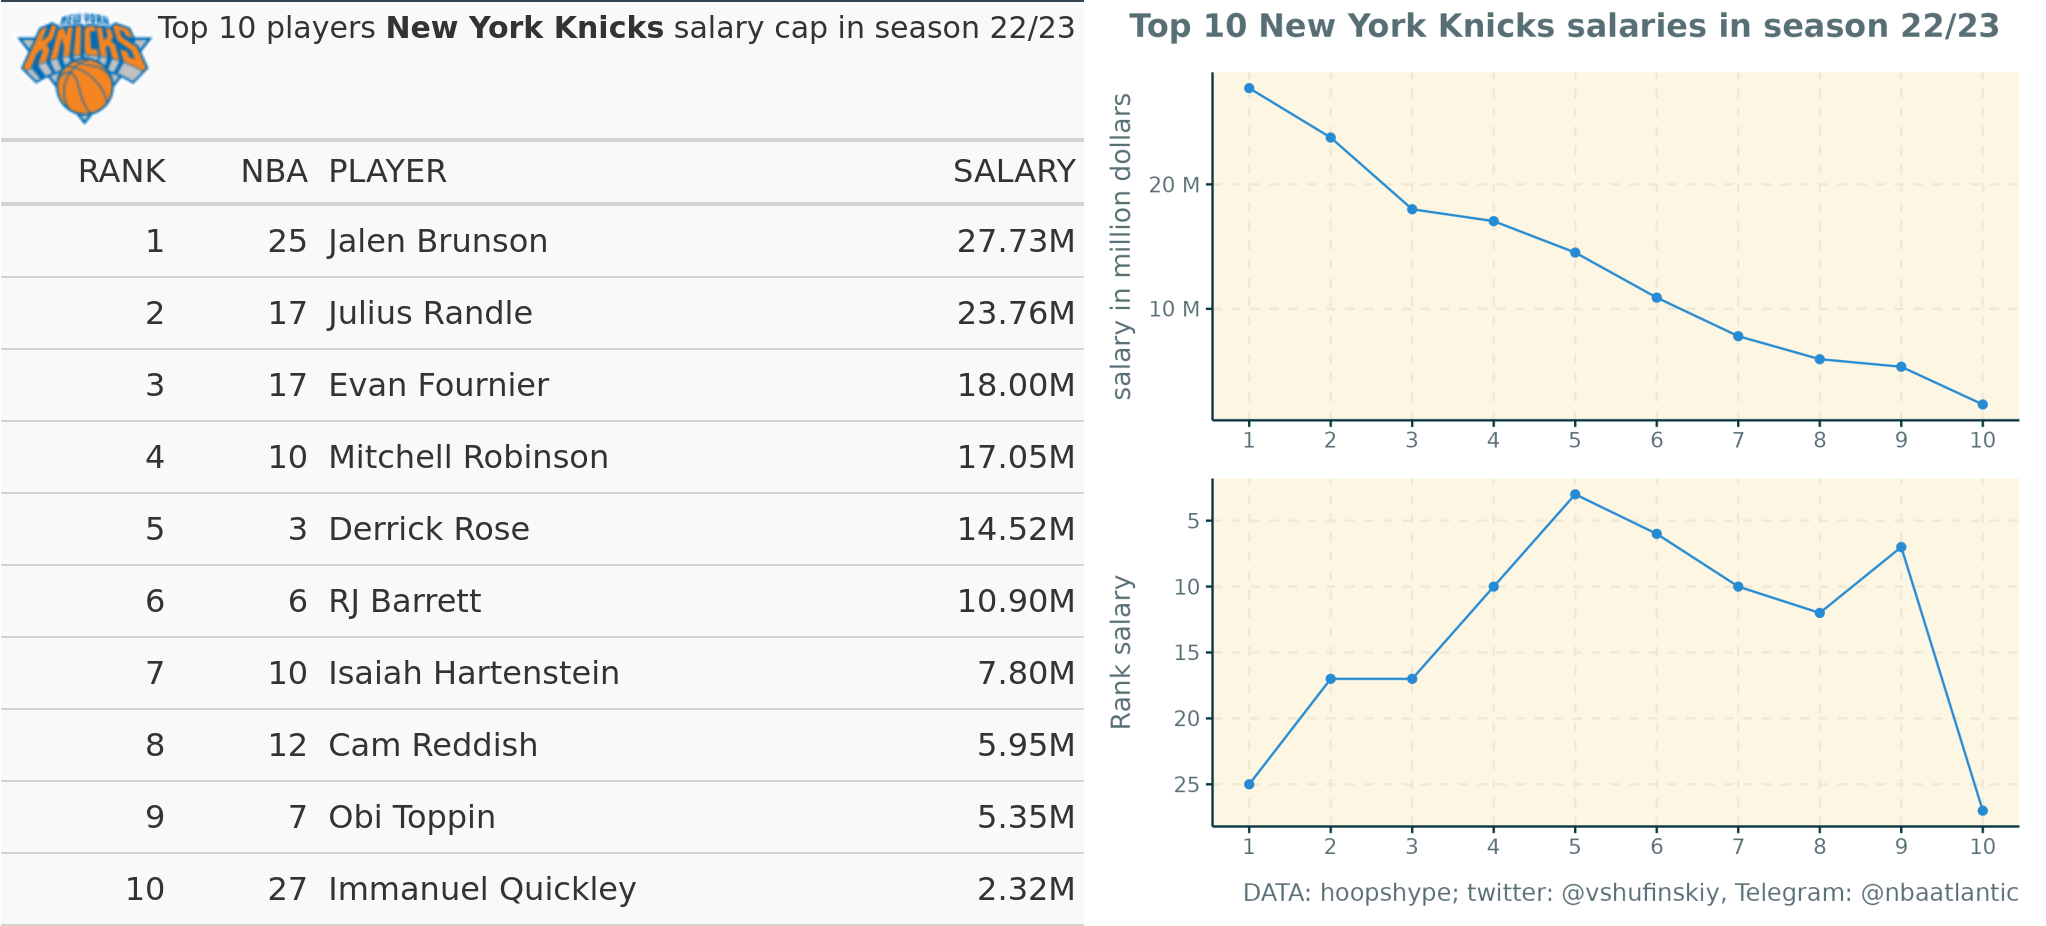 NEW YORK
KNICKS
Top 10 players New York Knicks salary cap in season 22/23
RANK NBA PLAYER SALARY
1 25 Jalen Brunson 27.73M
2 17 Julius Randle 23.76M
3 17 Evan Fournier 18.00M
4 10 Mitchell Robinson 17.05M
5 3 Derrick Rose 14.52M
6 6 RJ Barrett 10.90M
7 10 Isaiah Hartenstein 7.80M
8 12 Cam Reddish 5.95M
9 7 Obi Toppin 5.35M
10 27 Immanuel Quickley 2.32M
Top 10 New York Knicks salaries in season 22/23
salary in million dollars
20 M
10 M
1 2 3 4 5 6 7 8 9 10
Rank salary
5
10
15
20
25
1 2 3 4 5 6 7 8 9 10
DATA: hoopshype; twitter: @vshufinskiy, Telegram: @nbaatlantic